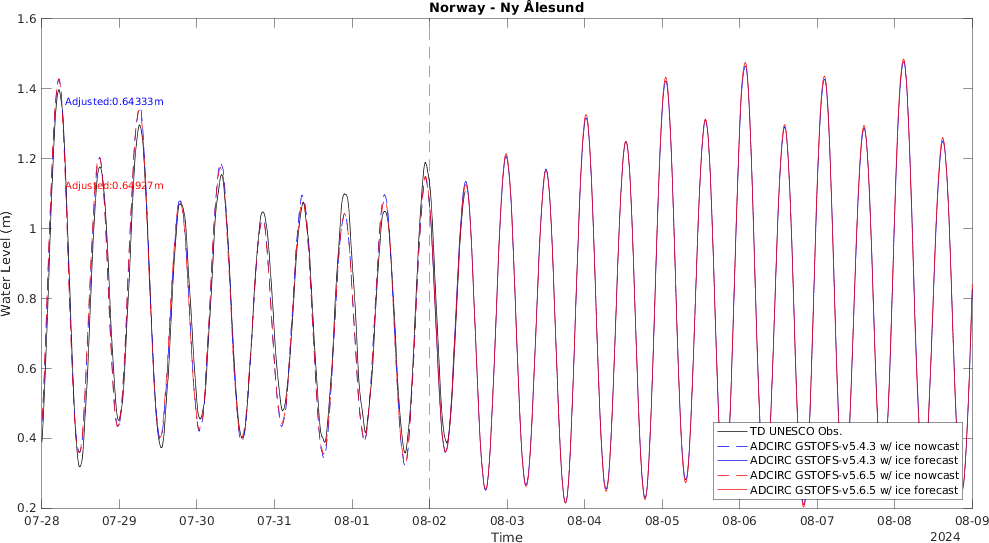 Norway - Ny Ålesund
1.6
1.4
1.2
1
0.8
0.6
0.4
0.2
Water Level (m)
Adjusted:0.64333m
Adjusted:0.64927m
TD UNESCO Obs.
ADCIRC GSTOFS-v5.4.3 w/ ice nowcast
ADCIRC GSTOFS-v5.4.3 w/ ice forecast
ADCIRC GSTOFS-v5.6.5 w/ ice nowcast
ADCIRC GSTOFS-v5.6.5 w/ ice forecast
07-28 07-29 07-30 07-31 08-01 08-02 08-03 08-04 08-05 08-06 08-07 08-08 08-09
Time
2024